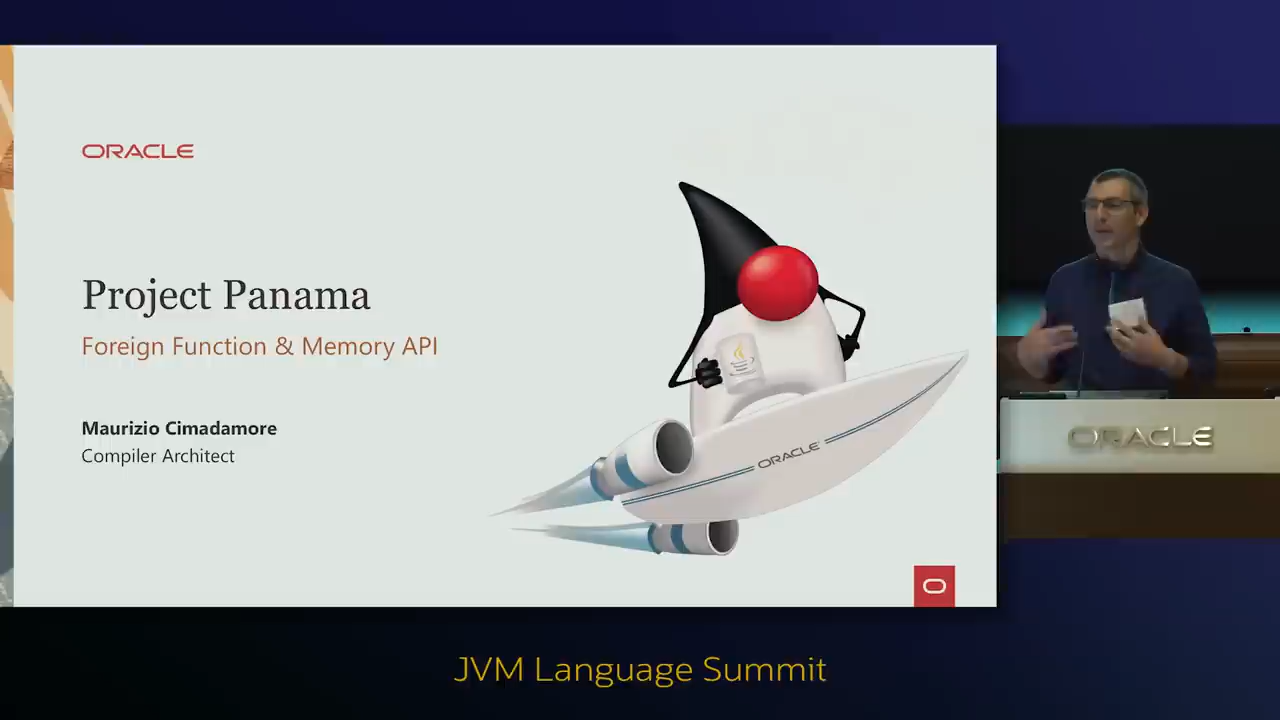 ORACLE
Project Panama
Foreign Function & Memory API
Maurizio Cimadamore
Compiler Architect
ORACLE
ORACLE
JVM Language Summit